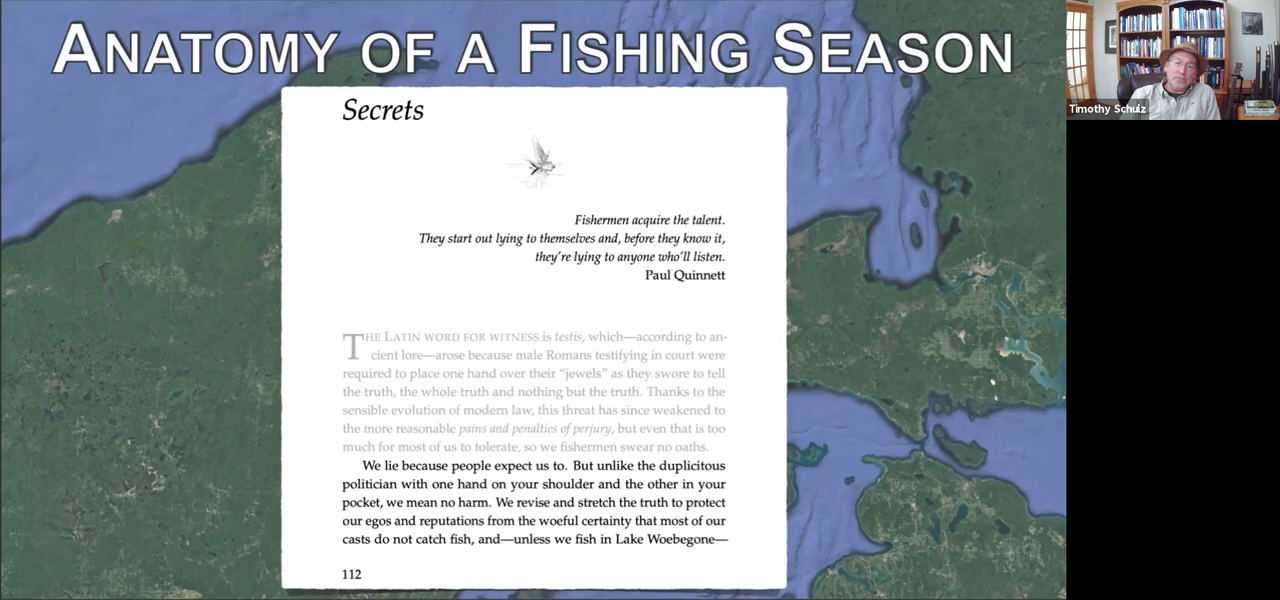 ANATOMY OF A FISHING SEASON
Timothy Schulz
Secrets
Fishermen acquire the talent.
They start out lying to themselves and, before they know it,
they're lying to anyone who'll listen.
Paul Quinnett
THE LATIN WORD FOR WITNESS is testis, which—according to an-
cient lore—arose because male Romans testifying in court were
required to place one hand over their “jewels” as they swore to tell
the truth, the whole truth and nothing but the truth. Thanks to the
sensible evolution of modern law, this threat has since weakened to
the more reasonable pains and penalties of perjury, but even that is too
much for most of us to tolerate, so we fishermen swear no oaths.
We lie because people expect us to. But unlike the duplicitous
politician with one hand on your shoulder and the other in your
pocket, we mean no harm. We revise and stretch the truth to protect
our egos and reputations from the woeful certainty that most of our
casts do not catch fish, and—unless we fish in Lake Woebegone—
112